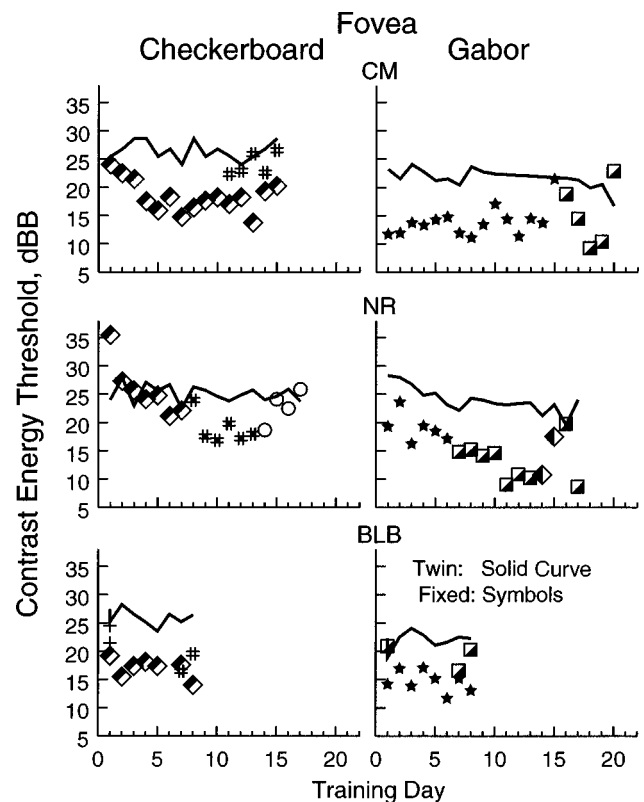 Fovea
Checkerboard Gabor
CM
35
30
25
20
15
10
5
NR
35
30
25
20
15
10
5
BLB
35
30
25
20
15
10
5
Twin: Solid Curve
Fixed: Symbols
0 5 10 15 20 0 5 10 15 20
Training Day
Contrast Energy Threshold, dBB